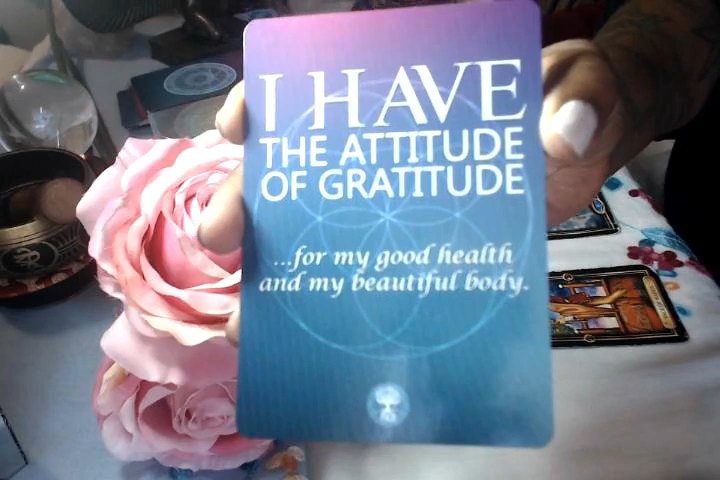 I HAVE
THE ATTITUDE
OF GRATITUDE
...for my good health
and my beautiful body.